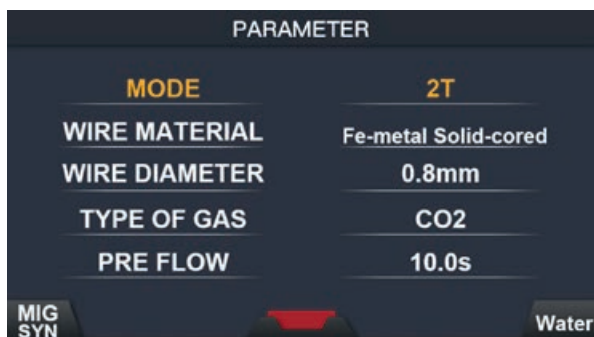 PARAMETER
MODE 2T
WIRE MATERIAL Fe-metal Solid-cored
WIRE DIAMETER 0.8mm
TYPE OF GAS CO2
PRE FLOW 10.0s
MIG
SYN Water